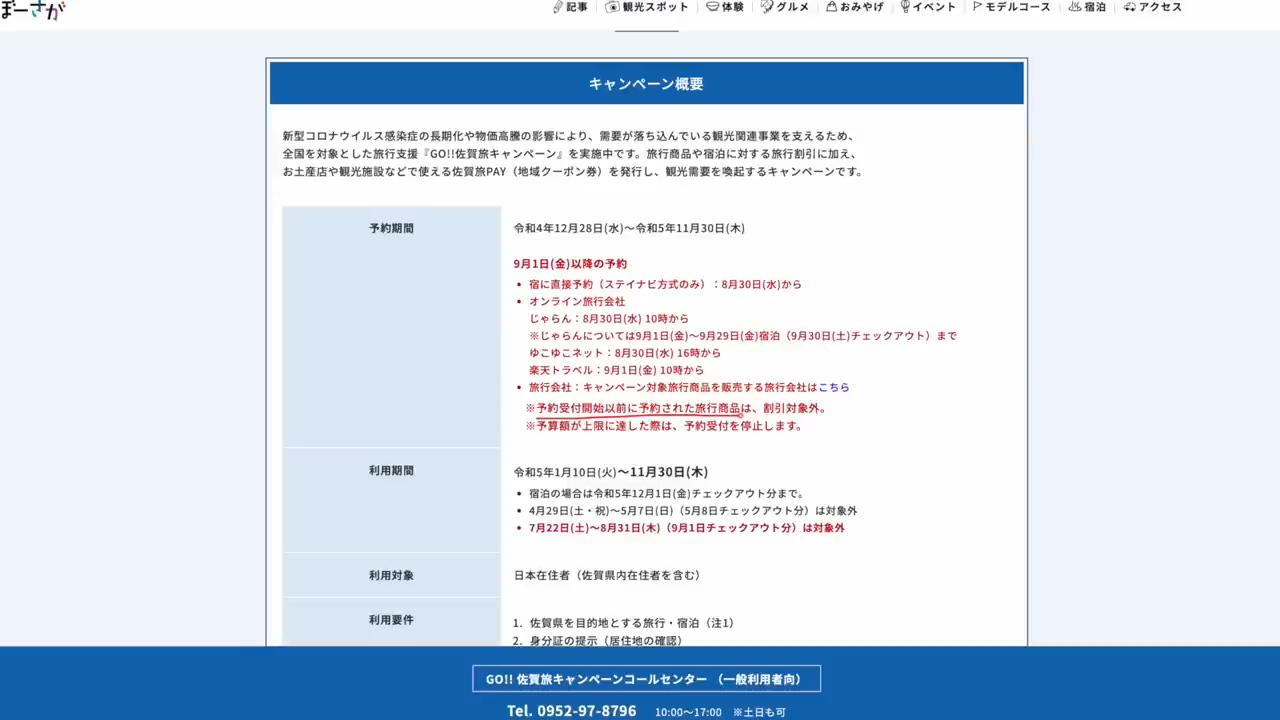 ぼーさが
記事 観光スポット 体験 グルメ おみやげ イベント モデルコース 宿泊 アクセス
キャンペーン概要
新型コロナウイルス感染症の長期化や物価高騰の影響により、需要が落ち込んでいる観光関連事業を支えるため、
全国を対象とした旅行支援『GO!!佐賀旅キャンペーン』を実施中です。旅行商品や宿泊に対する旅行割引に加え、
お土産店や観光施設などで使える佐賀旅PAY（地域クーポン券）を発行し、観光需要を喚起するキャンペーンです。
予約期間
令和4年12月28日(水)～令和5年11月30日(木)
9月1日(金)以降の予約
• 宿に直接予約（ステイナビ方式のみ）：8月30日(水)から
• オンライン旅行会社
じゃらん：8月30日(水) 10時から
※じゃらんについては9月1日(金)～9月29日(金)宿泊（9月30日(土)チェックアウト）まで
ゆこゆこネット：8月30日(水) 16時から
楽天トラベル：9月1日(金) 10時から
• 旅行会社：キャンペーン対象旅行商品を販売する旅行会社はこちら
※予約受付開始以前に予約された旅行商品は、割引対象外。
※予算額が上限に達した際は、予約受付を停止します。
利用期間
令和5年1月10日(火)～11月30日(木)
• 宿泊の場合は令和5年12月1日(金)チェックアウト分まで。
• 4月29日(土・祝)～5月7日(日)（5月8日チェックアウト分）は対象外
• 7月22日(土)～8月31日(木)（9月1日チェックアウト分）は対象外
利用対象
日本在住者（佐賀県内在住者を含む）
利用要件
1. 佐賀県を目的地とする旅行・宿泊（注1）
2. 身分証の提示（居住地の確認）
GO!! 佐賀旅キャンペーンコールセンター （一般利用者向）
Tel. 0952-97-8796 10:00～17:00 ※土日も可